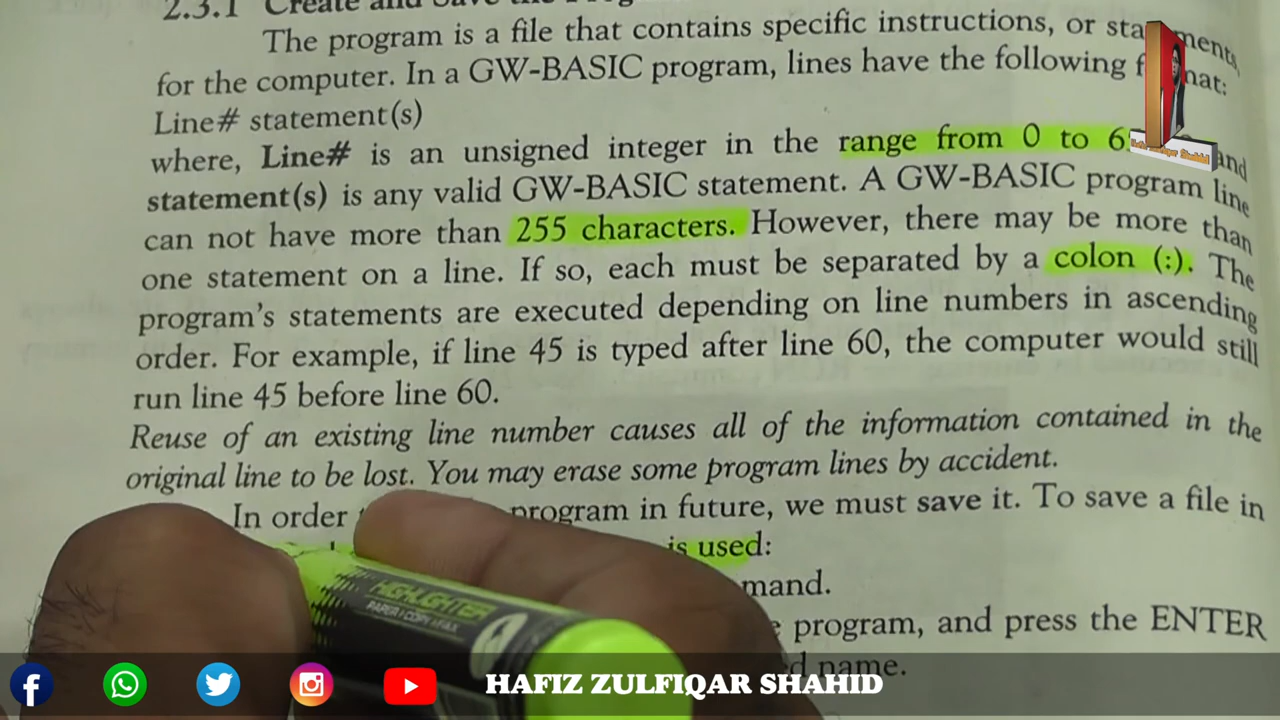 2.3.1 Create and Save the Prog
The program is a file that contains specific instructions, or
for the computer. In a GW-BASIC program, lines have the following
Line# statement(s)
where, Line# is an unsigned integer in the range from 0 to 6 and
statement(s) is any valid GW-BASIC statement. A GW-BASIC program line
can not have more than 255 characters. However, there may be more than
one statement on a line. If so, each must be separated by a colon (:). The
program's statements are executed depending on line numbers in ascending
order. For example, if line 45 is typed after line 60, the computer would still
run line 45 before line 60.
Reuse of an existing line number causes all of the information contained in the
original line to be lost. You may erase some program lines by accident.
In order program in future, we must save it. To save a file in
is used:
mand.
program, and press the ENTER
name.
HAFIZ ZULFIQAR SHAHID